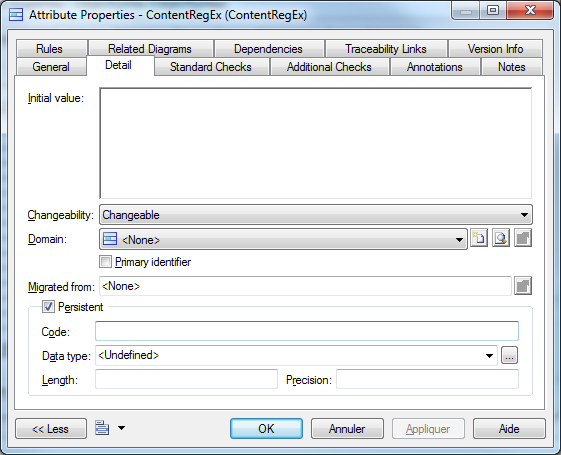 Attribute Properties - ContentRegEx (ContentRegEx)
Rules Related Diagrams Dependencies Traceability Links Version Info
General Detail Standard Checks Additional Checks Annotations Notes
Initial value:
Changeability: Changeable
Domain: <None>
Primary identifier
Migrated from: <None>
Persistent
Code:
Data type: <Undefined> ...
Length: Precision:
<< Less OK Annuler Appliquer Aide